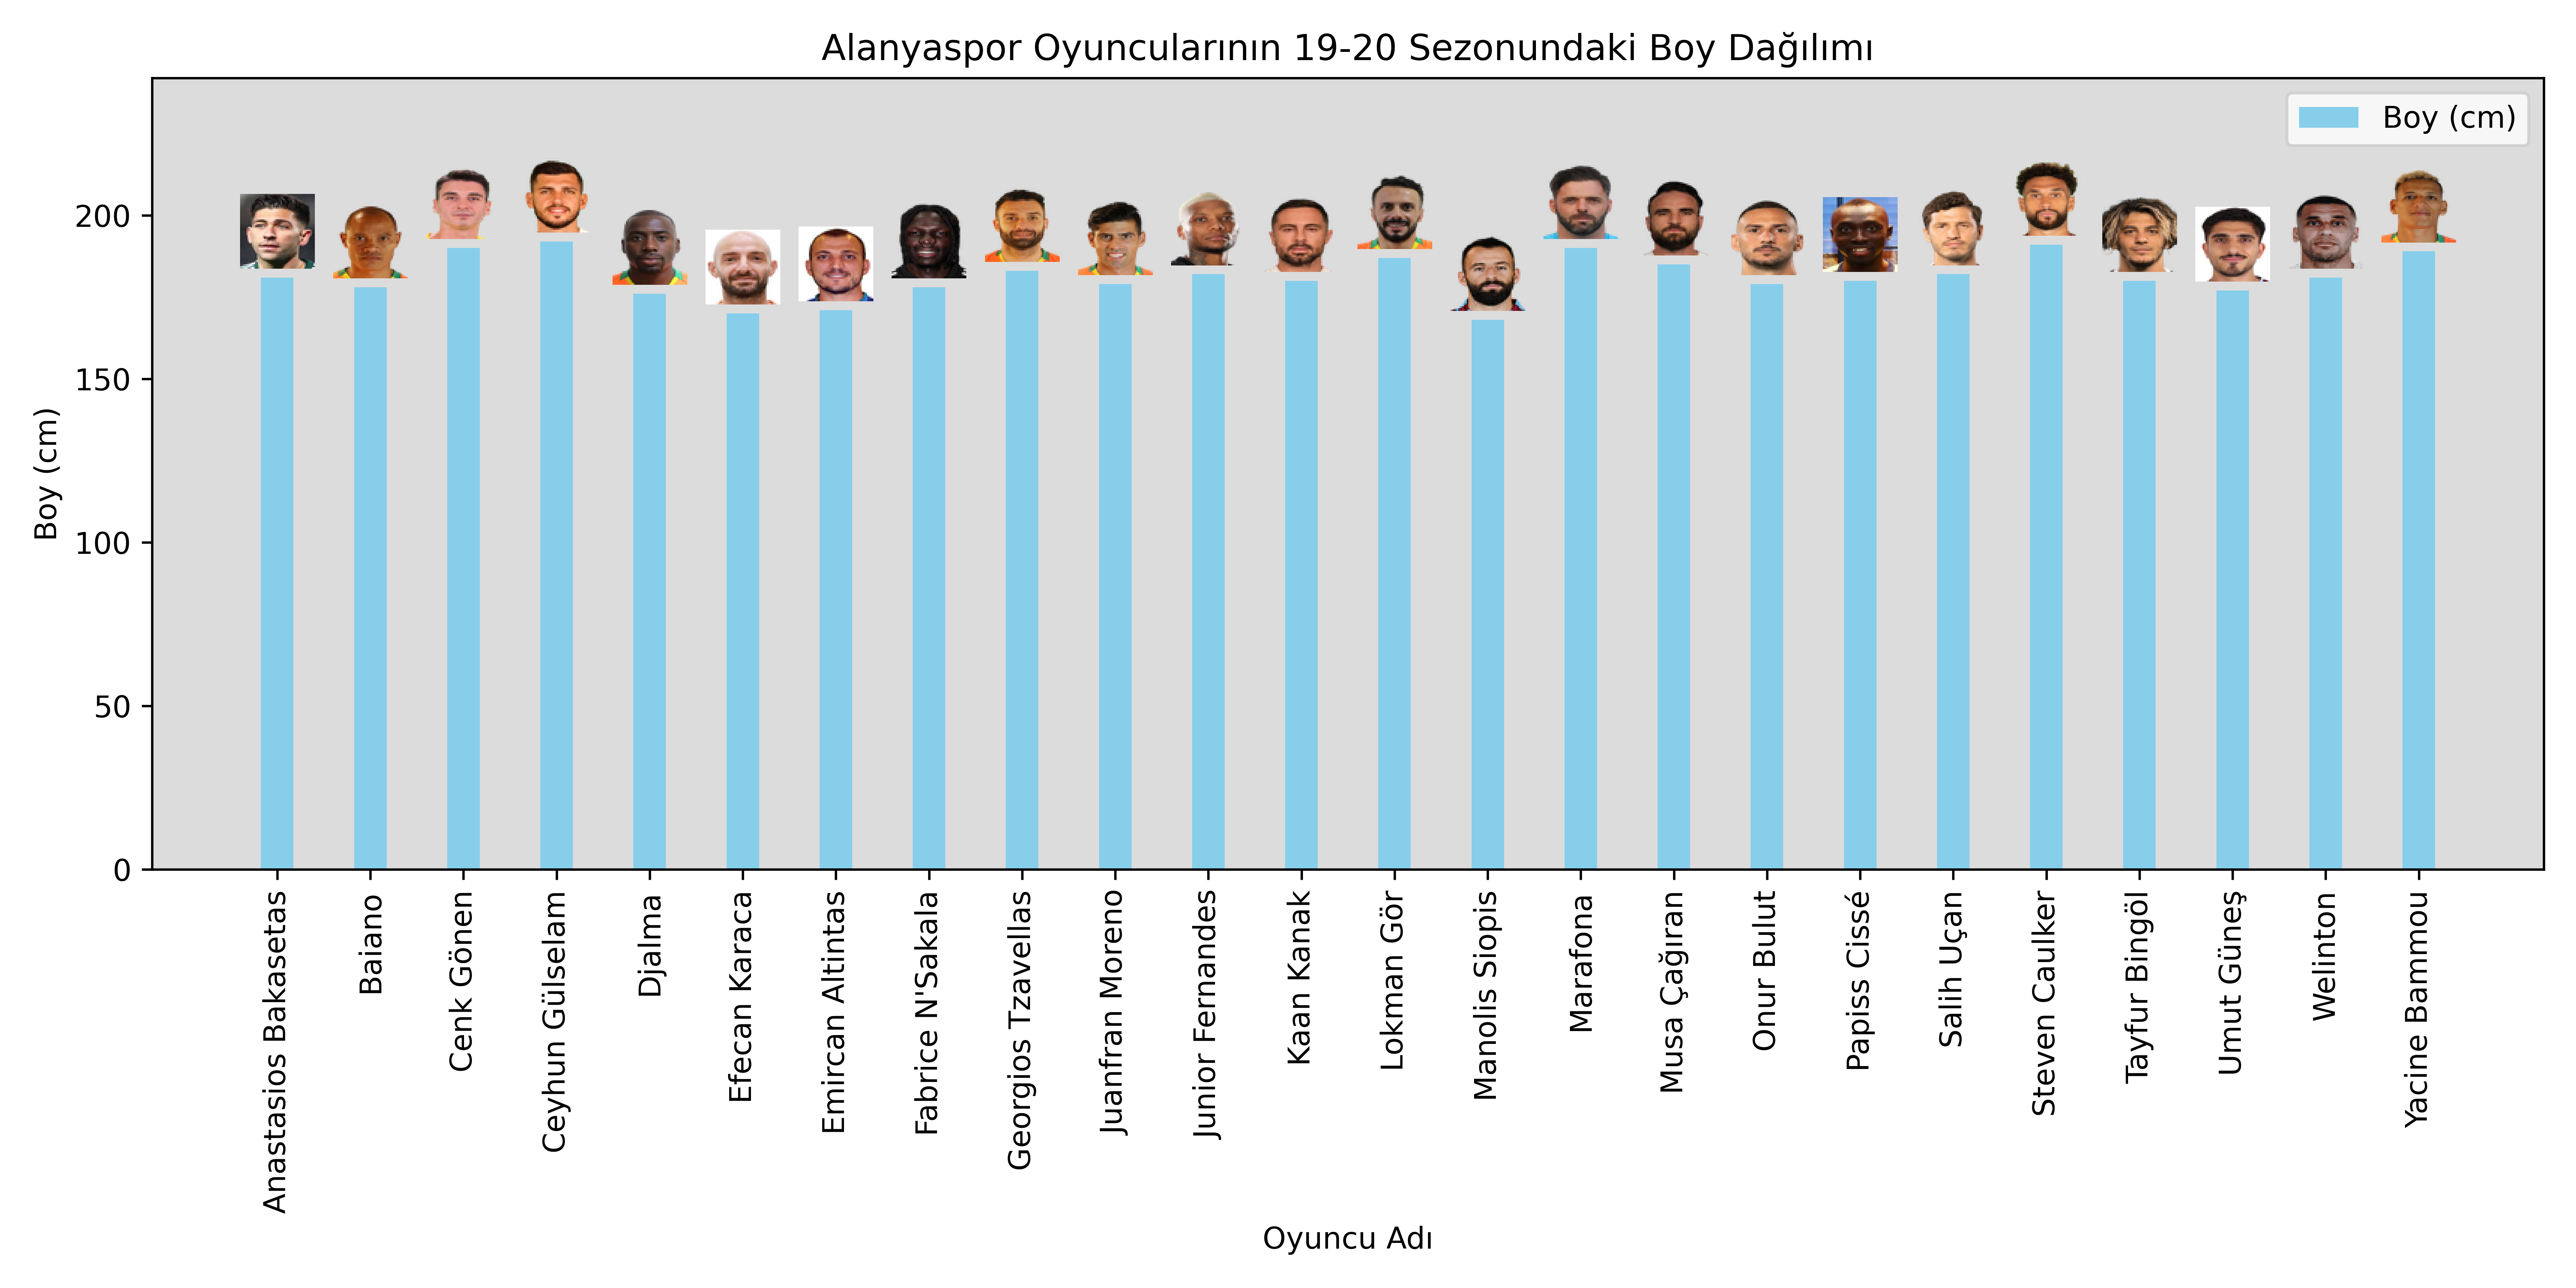 Alanyaspor Oyuncularının 19-20 Sezonundaki Boy Dağılımı
Boy (cm)
Boy (cm)
200
150
100
50
0
Anastasios Bakasetas
Baiano
Cenk Gönen
Ceyhun Gülselam
Djalma
Efecan Karaca
Emircan Altintas
Fabrice N'Sakala
Georgios Tzavellas
Juanfran Moreno
Junior Fernandes
Kaan Kanak
Lokman Gör
Manolis Siopis
Marafona
Musa Çağıran
Onur Bulut
Papiss Cissé
Salih Uçan
Steven Caulker
Tayfur Bingöl
Umut Güneş
Welinton
Yacine Bammou
Oyuncu Adı